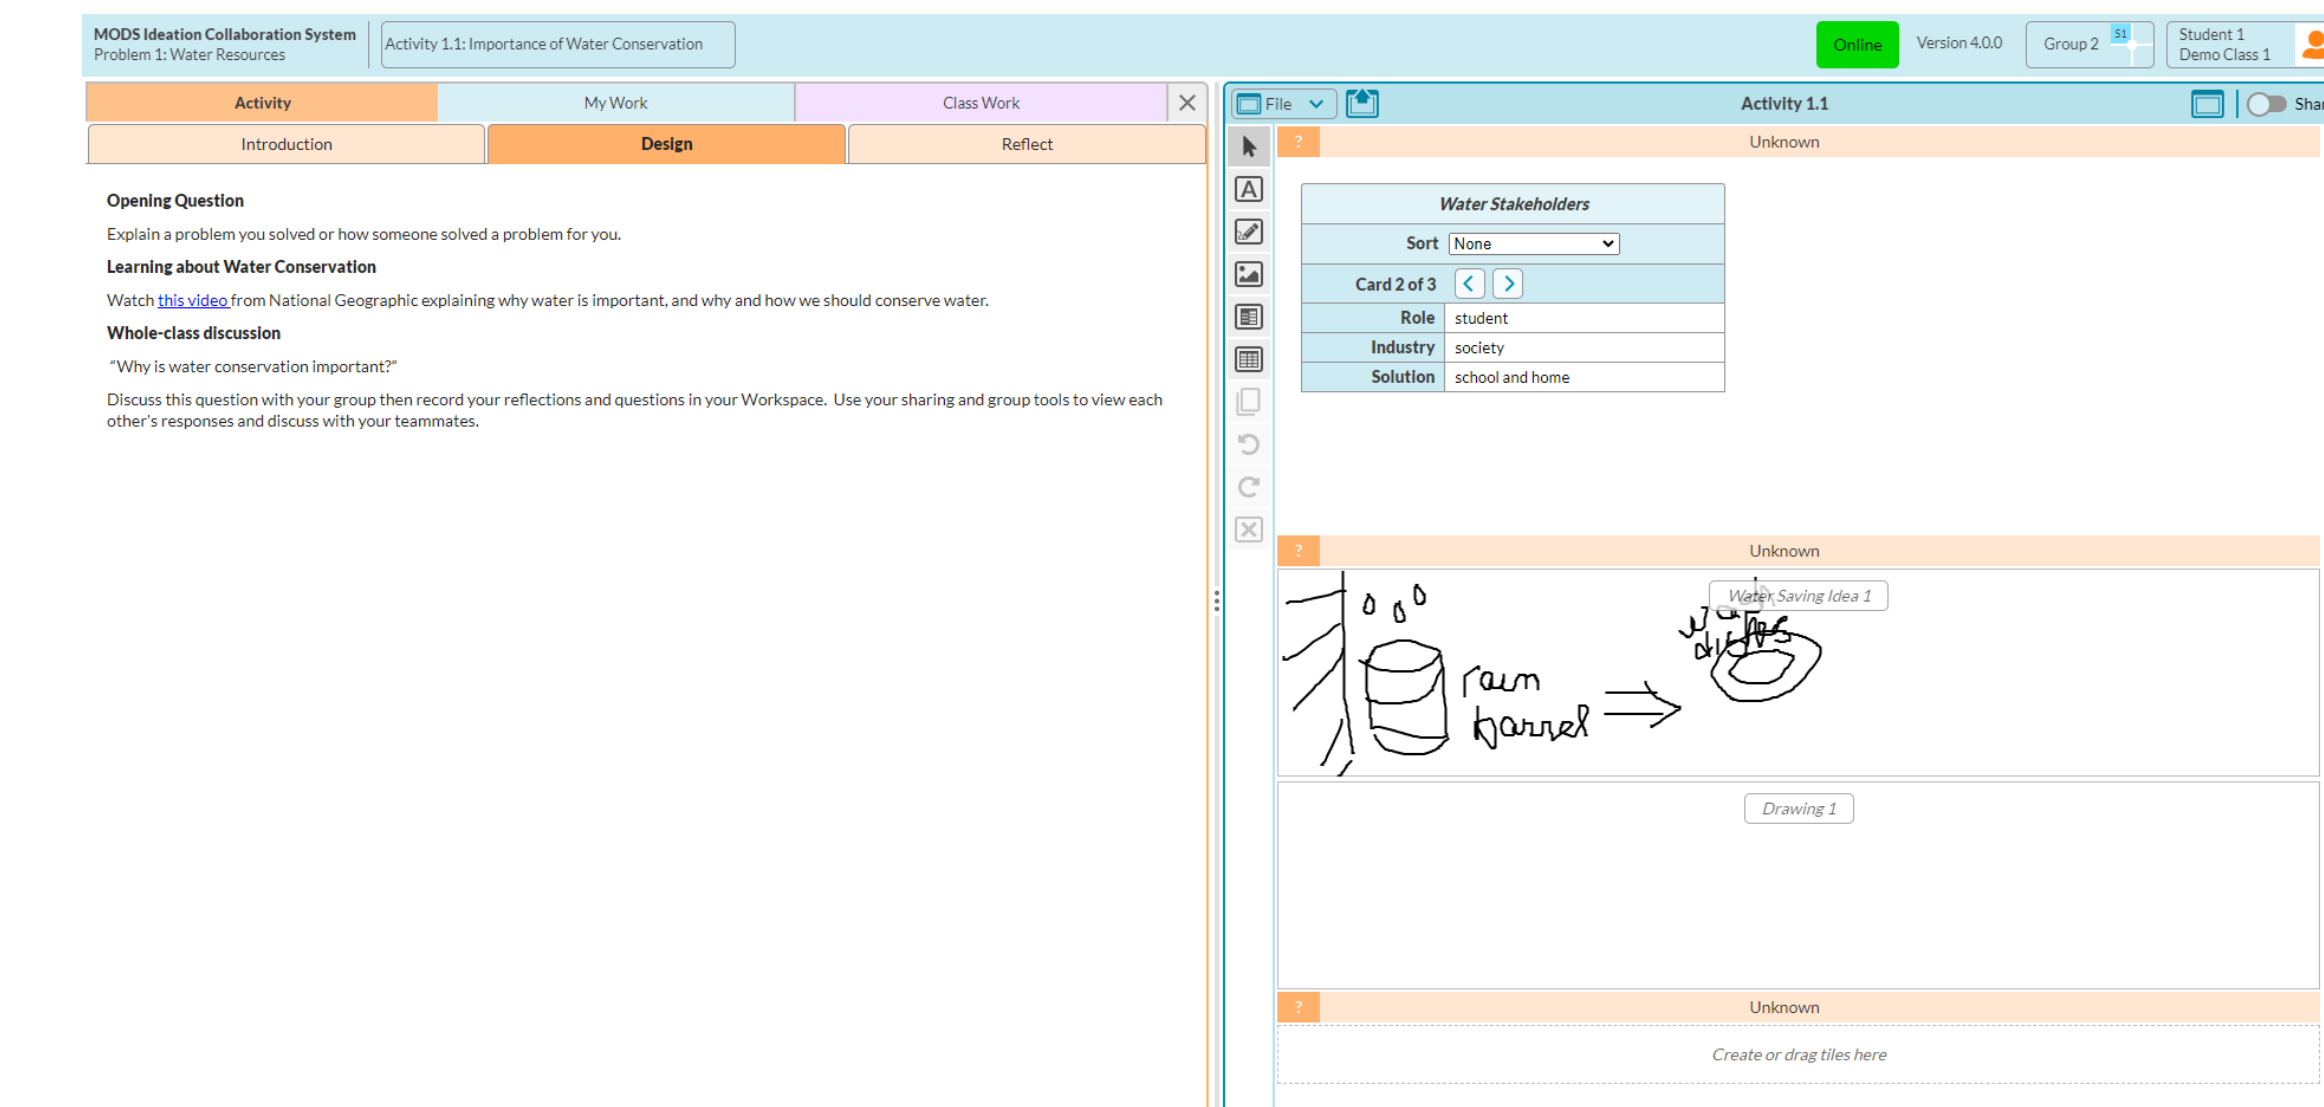 MODS Ideation Collaboration System
Problem 1: Water Resources
Activity 1.1: Importance of Water Conservation
Online
Version 4.0.0
Group 2
S1
Student 1
Demo Class 1
Activity
My Work
Class Work
Introduction
Design
Reflect
Opening Question
Explain a problem you solved or how someone solved a problem for you.
Learning about Water Conservation
Watch this video from National Geographic explaining why water is important, and why and how we should conserve water.
Whole-class discussion
“Why is water conservation important?”
Discuss this question with your group then record your reflections and questions in your Workspace. Use your sharing and group tools to view each
other's responses and discuss with your teammates.
File
Activity 1.1
Shar
? Unknown
Water Stakeholders
Sort None
Card 2 of 3
Role student
Industry society
Solution school and home
? Unknown
Water Saving Idea 1
dishes
rain
barrel
Drawing 1
? Unknown
Create or drag tiles here